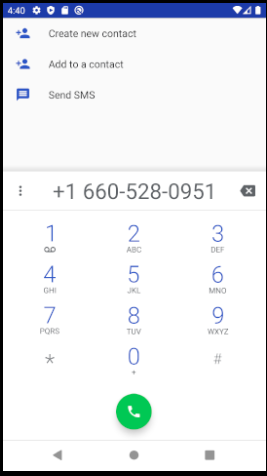 4:40
Create new contact
Add to a contact
Send SMS
+1 660-528-0951
1 2 3
ABC DEF
4 5 6
GHI JKL MNO
7 8 9
PQRS TUV WXYZ
* 0 #
+